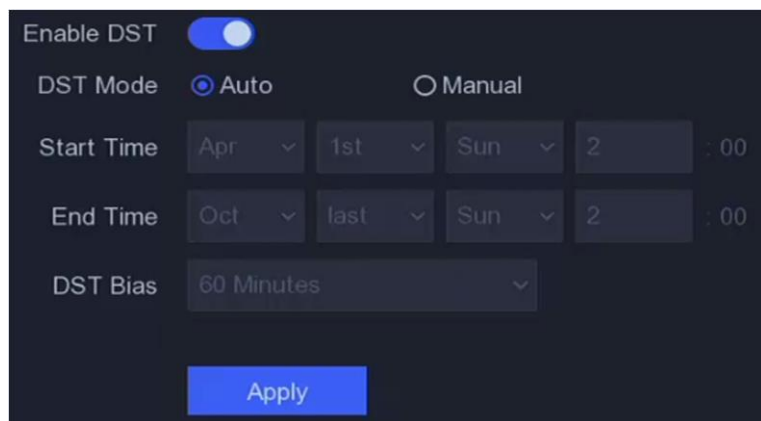 Enable DST
DST Mode Auto Manual
Start Time Apr 1st Sun 2 : 00
End Time Oct last Sun 2 : 00
DST Bias 60 Minutes
Apply